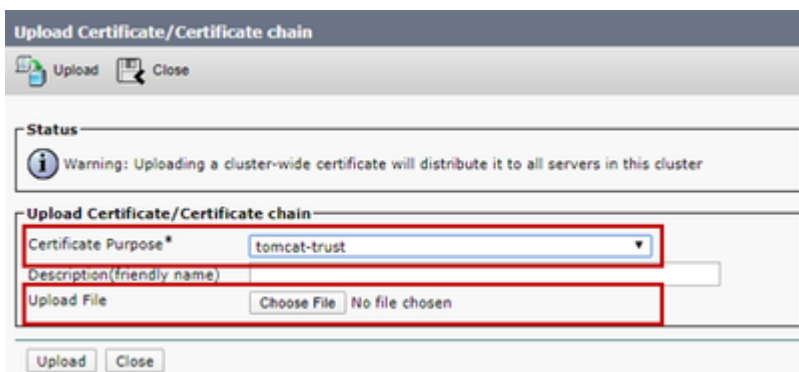 Upload Certificate/Certificate chain
Upload Close
Status
Warning: Uploading a cluster-wide certificate will distribute it to all servers in this cluster
Upload Certificate/Certificate chain
Certificate Purpose* tomcat-trust
Description(friendly name)
Upload File Choose File No file chosen
Upload Close